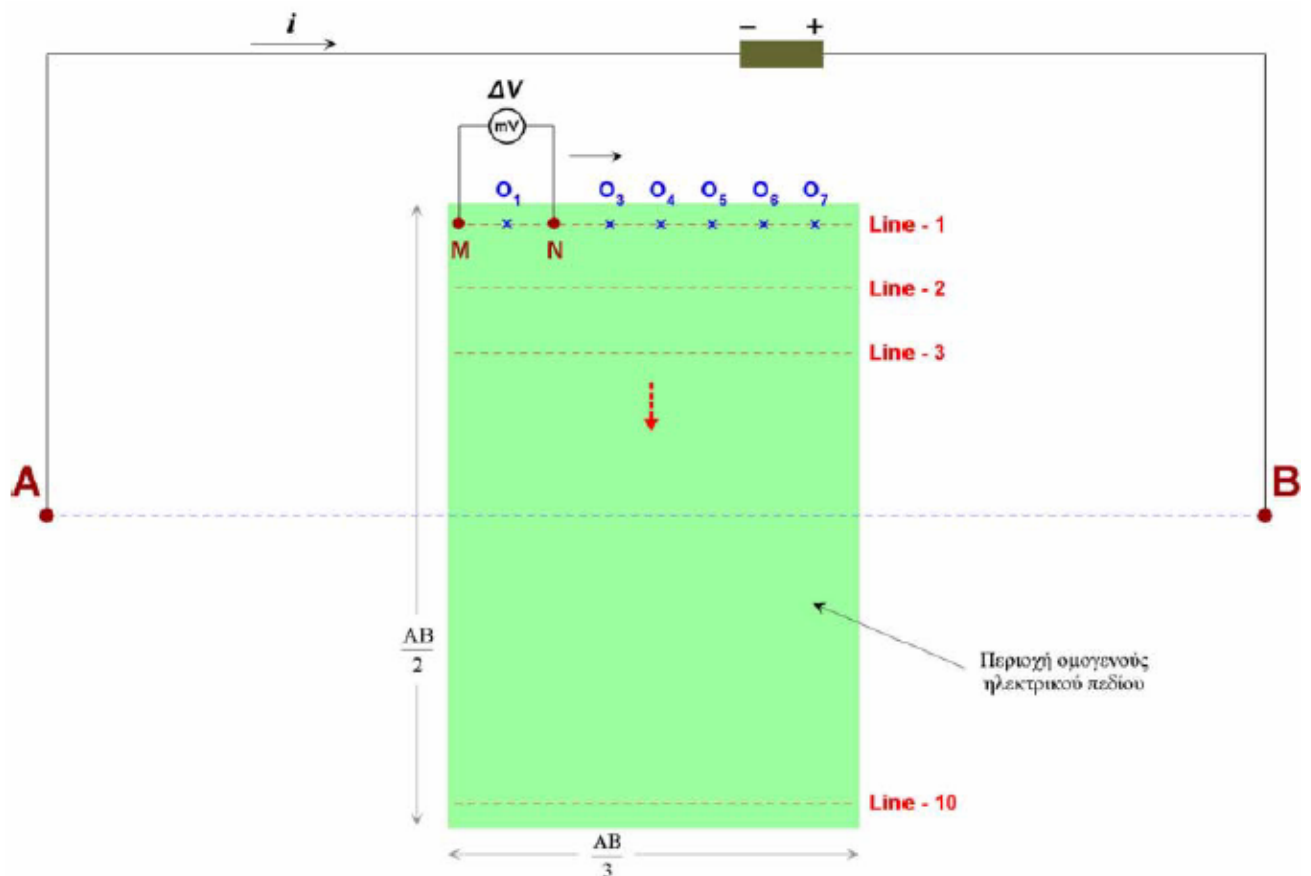 i
− +
ΔV
mV
O1 O3 O4 O5 O6 O7
Line - 1
M N
Line - 2
Line - 3
A B
AB
2
Περιοχή ομογενούς
ηλεκτρικού πεδίου
Line - 10
AB
3